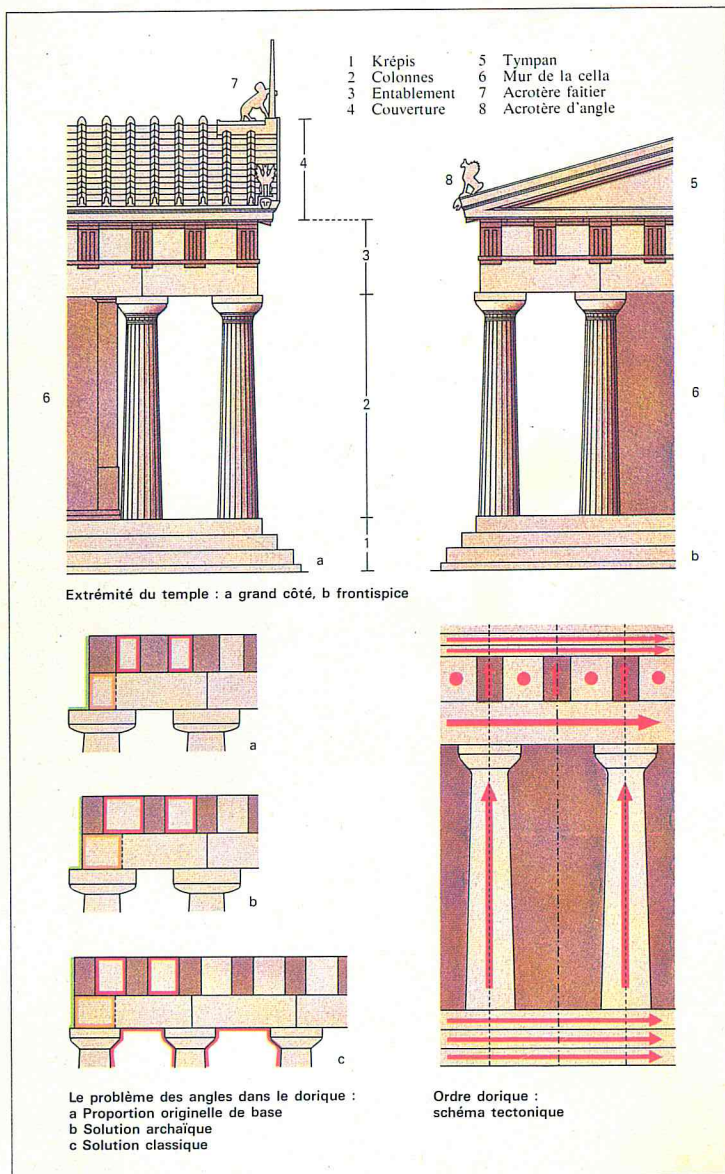 1 Krépis
2 Colonnes
3 Entablement
4 Couverture
5 Tympan
6 Mur de la cella
7 Acrotère faîtier
8 Acrotère d'angle
7
4
3
6
2
1
a
8
5
6
b
Extrémité du temple : a grand côté, b frontispice
a
b
c
Le problème des angles dans le dorique :
a Proportion originelle de base
b Solution archaïque
c Solution classique
Ordre dorique :
schéma tectonique